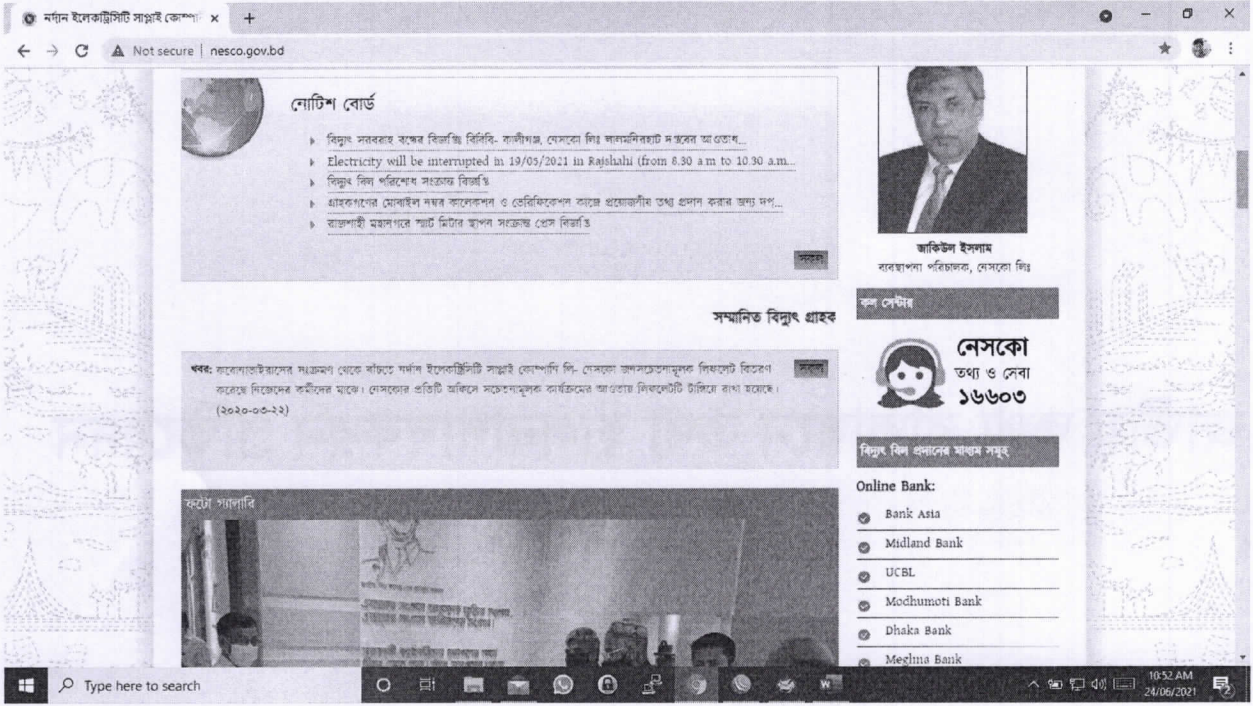 নর্দান ইলেকট্রিসিটি সাপ্লাই কোম্পা
Not secure | nesco.gov.bd
নোটিশ বোর্ড
বিদ্যুৎ সরবরাহ বন্ধের বিজ্ঞপ্তি বিবিবি- কালীগঞ্জ, নেসকো লিঃ লালমনিরহাট দপ্তরের আওতাধ...
Electricity will be interrupted in 19/05/2021 in Rajshahi (from 8.30 a m to 10 30 a.m...
বিদ্যুৎ বিল পরিশোধ সংক্রান্ত বিজ্ঞপ্তি
গ্রাহকগণের মোবাইল নম্বর কালেকশন ও ভেরিফিকেশন কাজে প্রয়োজনীয় তথ্য প্রদান করার জন্য দপ্...
রাজশাহী মহানগরে স্মার্ট মিটার স্থাপন সংক্রান্ত প্রেস বিজ্ঞপ্তি
সকল
জাকিউল ইসলাম
ব্যবস্থাপনা পরিচালক, নেসকো লিঃ
সম্মানিত বিদ্যুৎ গ্রাহক
কল সেন্টার
নেসকো
তথ্য ও সেবা
১৬৬০৩
খবর: করোনাভাইরাসের সংক্রমণ থেকে বাঁচতে নর্দান ইলেকট্রিসিটি সাপ্লাই কোম্পানি লি- নেসকো জনসচেতনামূলক লিফলেট বিতরণ
সকল
করেছে নিজেদের কর্মীদের মাঝে। নেসকোর প্রতিটি অফিসে সচেতনামূলক কার্যক্রমের আওতায় লিফলেটটি টাঙ্গিয়ে রাখা হয়েছে।
(২০২০-০৩-২২)
বিদ্যুৎ বিল প্রদানের মাধ্যম সমূহ
Online Bank:
Bank Asia
Midland Bank
UCBL
Modhumoti Bank
Dhaka Bank
Meghna Bank
ফটো গ্যালারি
Type here to search
10:52 AM
24/06/2021